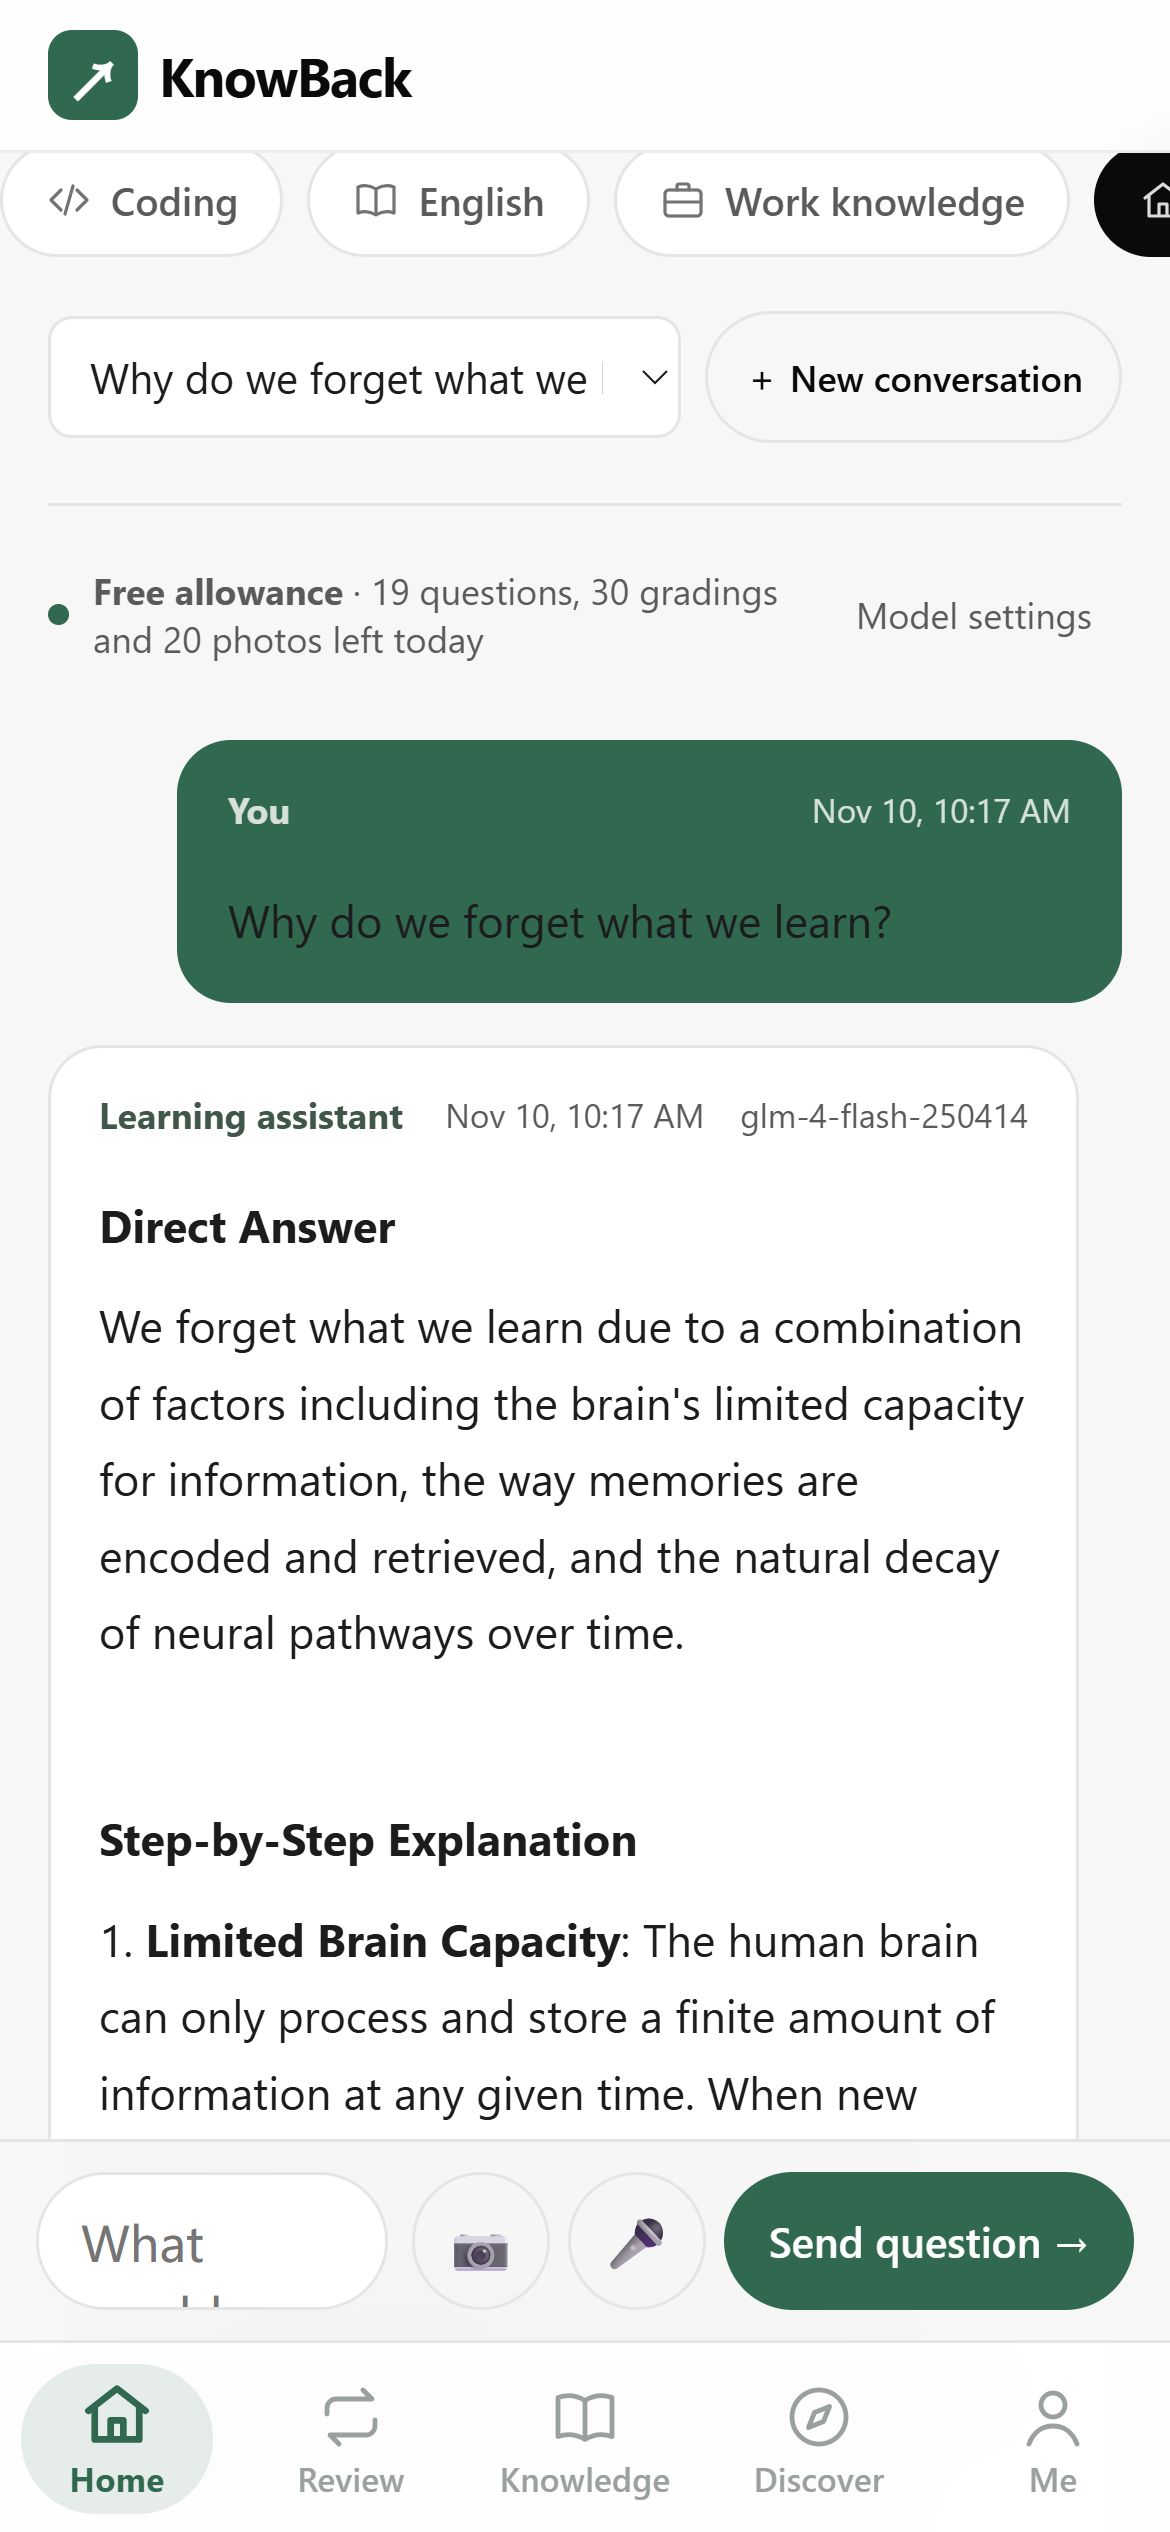 KnowBack
Coding
English
Work knowledge
Why do we forget what we
+ New conversation
Free allowance · 19 questions, 30 gradings
and 20 photos left today
Model settings
You
Nov 10, 10:17 AM
Why do we forget what we learn?
Learning assistant
Nov 10, 10:17 AM
glm-4-flash-250414
Direct Answer
We forget what we learn due to a combination
of factors including the brain's limited capacity
for information, the way memories are
encoded and retrieved, and the natural decay
of neural pathways over time.
Step-by-Step Explanation
1. Limited Brain Capacity: The human brain
can only process and store a finite amount of
information at any given time. When new
What
Send question →
Home
Review
Knowledge
Discover
Me